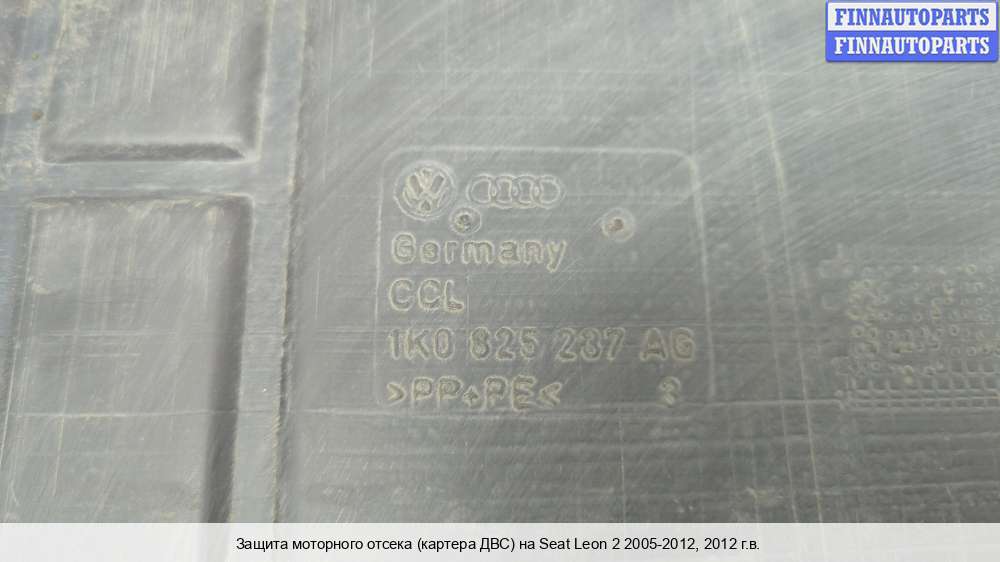 FINNAUTOPARTS
FINNAUTOPARTS
Germany
CCL
1K0 825 237 AG
>PP+PE< 3
Защита моторного отсека (картера ДВС) на Seat Leon 2 2005-2012, 2012 г.в.